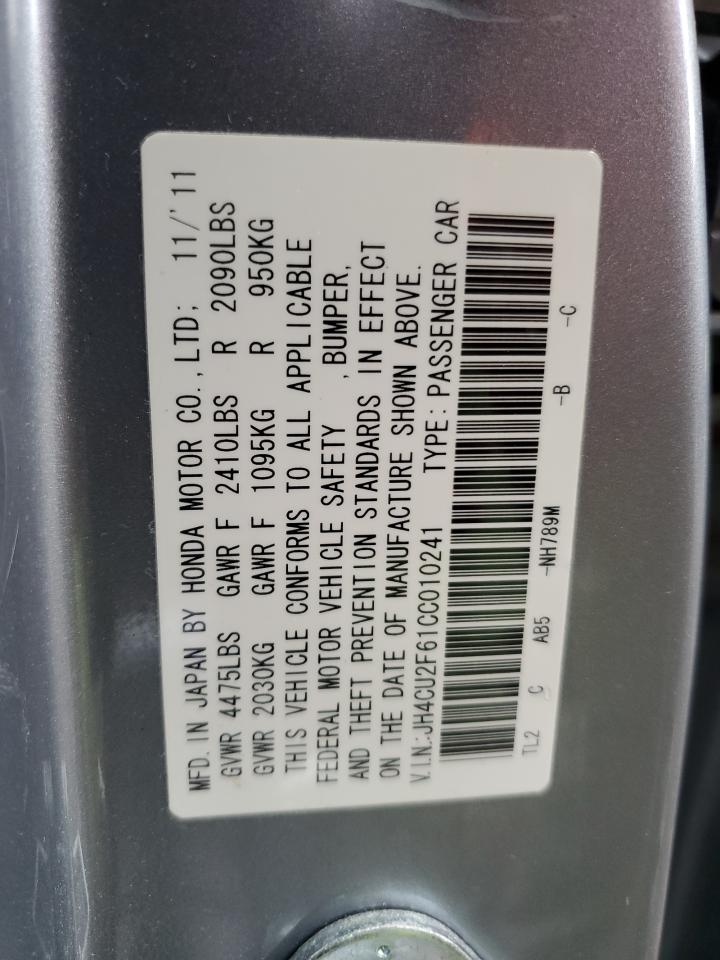 MFD. IN JAPAN BY HONDA MOTOR CO., LTD; 11/'11
GVWR 4475LBS GAWR F 2410LBS R 2090LBS
GVWR 2030KG GAWR F 1095KG R 950KG
THIS VEHICLE CONFORMS TO ALL APPLICABLE
FEDERAL MOTOR VEHICLE SAFETY ,BUMPER,
AND THEFT PREVENTION STANDARDS IN EFFECT
ON THE DATE OF MANUFACTURE SHOWN ABOVE.
V.I.N.:JH4CU2F61CC010241 TYPE:PASSENGER CAR
TL2 C AB5 -NH789M -B -C